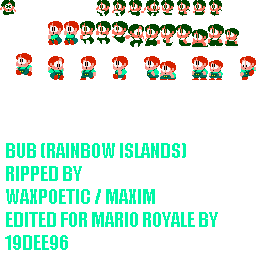 BUB (RAINBOW ISLANDS)
RIPPED BY
WAXPOETIC / MAXIM
EDITED FOR MARIO ROYALE BY
19DEE96